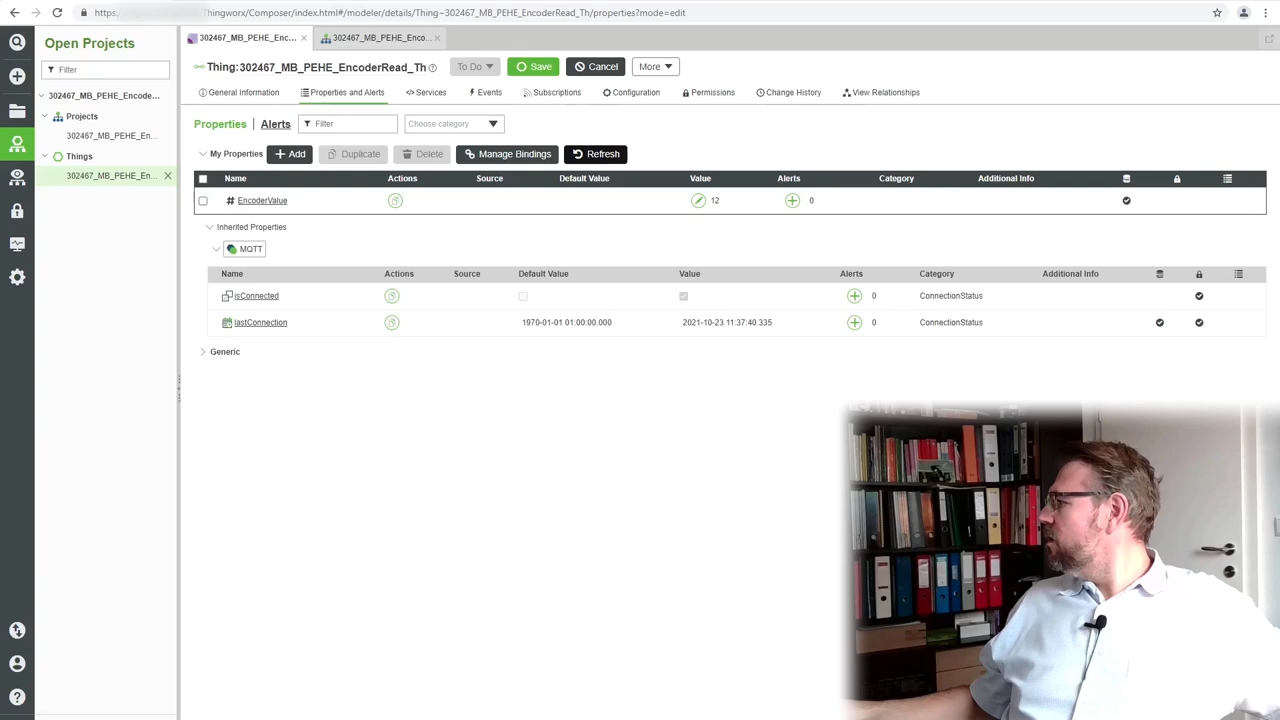 https:
Thingworx/Composer/index.html#/modeler/details/Thing~302467_MB_PEHE_EncoderRead_Th/properties?mode=edit
Open Projects
Filter
302467_MB_PEHE_Encode...
Projects
302467_MB_PEHE_En...
Things
302467_MB_PEHE_En...
302467_MB_PEHE_Enc...
302467_MB_PEHE_Enco...
Thing:302467_MB_PEHE_EncoderRead_Th
To Do
Save
Cancel
More
General Information
Properties and Alerts
Services
Events
Subscriptions
Configuration
Permissions
Change History
View Relationships
Properties | Alerts
Filter
Choose category
My Properties
Add
Duplicate
Delete
Manage Bindings
Refresh
Name Actions Source Default Value Value Alerts Category Additional Info
EncoderValue 12 0
Inherited Properties
MQTT
Name Actions Source Default Value Value Alerts Category Additional Info
isConnected 0 ConnectionStatus
lastConnection 1970-01-01 01:00:00.000 2021-10-23 11:37:40.335 0 ConnectionStatus
Generic